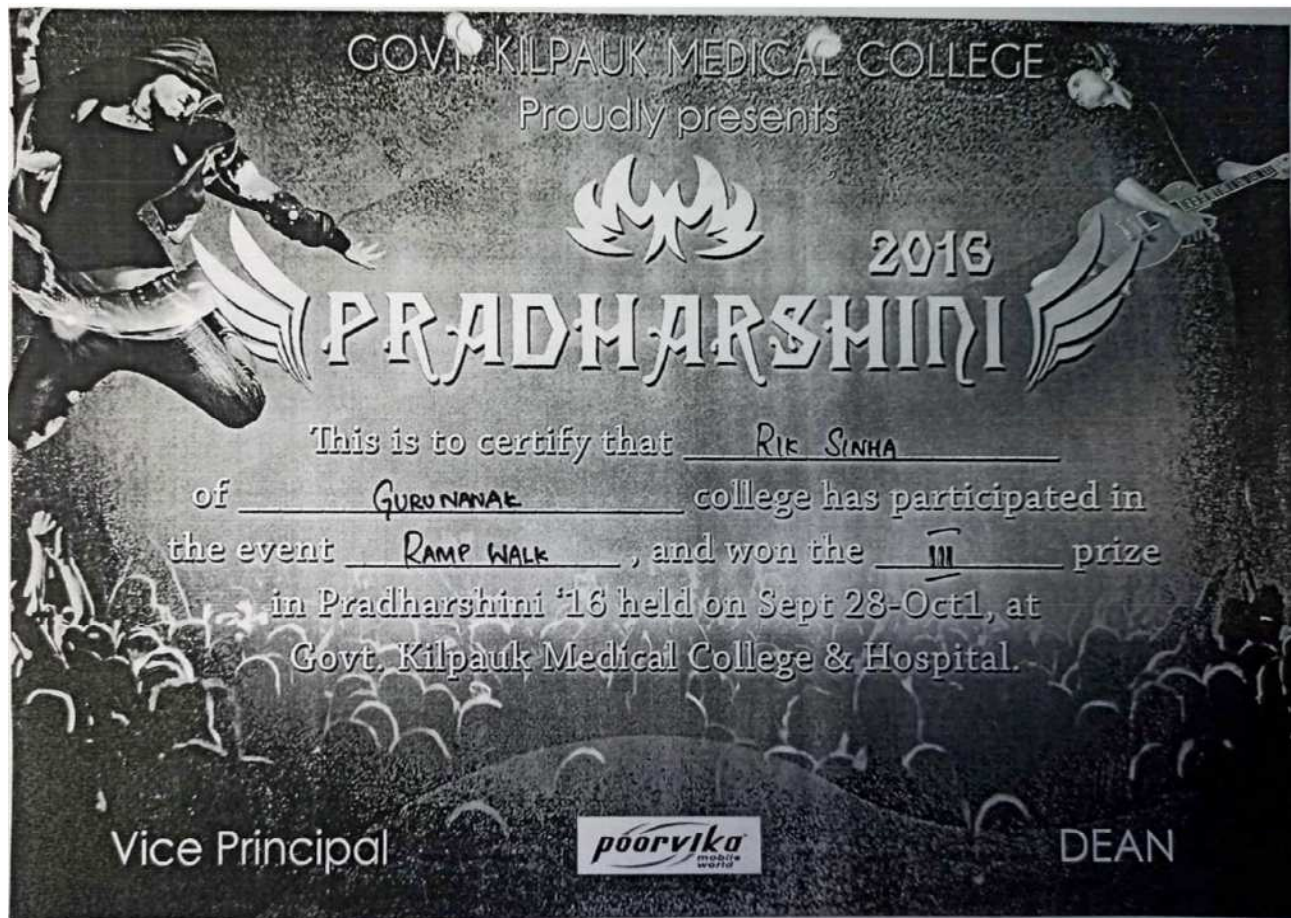 GOVT KILPAUK MEDICAL COLLEGE
Proudly presents
2016
PRADHARSHINI
This is to certify that RIK SINHA
of GURUNANAK college has participated in
the event RAMP WALK , and won the III prize
in Pradharshini '16 held on Sept 28-Oct1, at
Govt. Kilpauk Medical College & Hospital.
Vice Principal
poorvika
mobile
world
DEAN